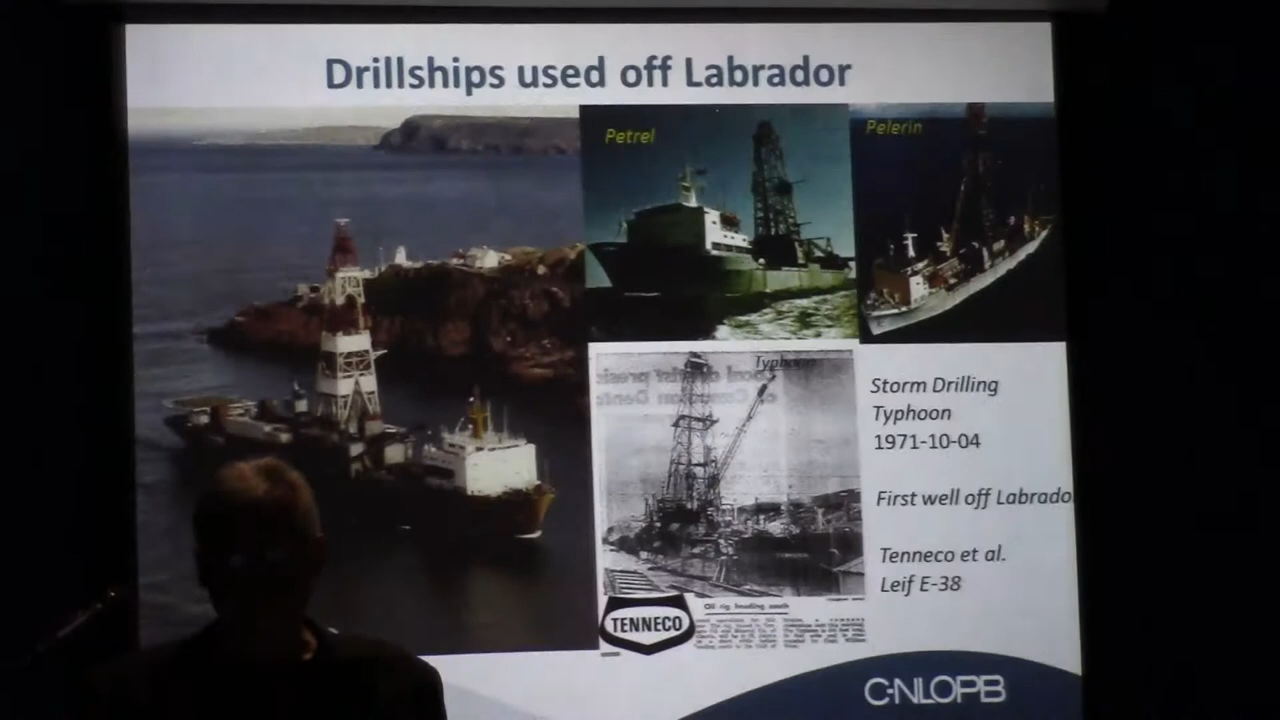 Drillships used off Labrador
Petrel
Pelerin
Typhoon
Storm Drilling
Typhoon
1971-10-04
First well off Labrado
Tenneco et al.
Leif E-38
Oil rig heading south
TENNECO
C-NLOPB